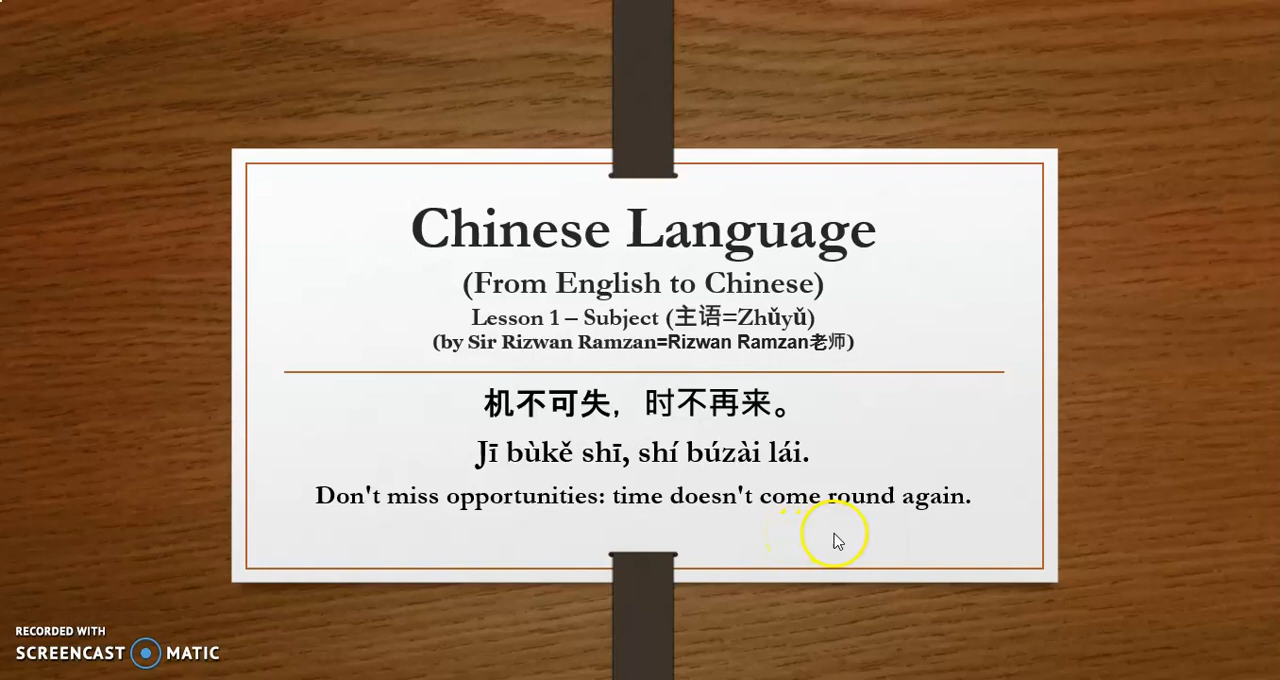 Chinese Language
(From English to Chinese)
Lesson 1 – Subject (主语=Zhǔyǔ)
(by Sir Rizwan Ramzan=Rizwan Ramzan老师)
机不可失，时不再来。
Jī bùkě shī, shí búzài lái.
Don't miss opportunities: time doesn't come round again.
RECORDED WITH
SCREENCAST MATIC